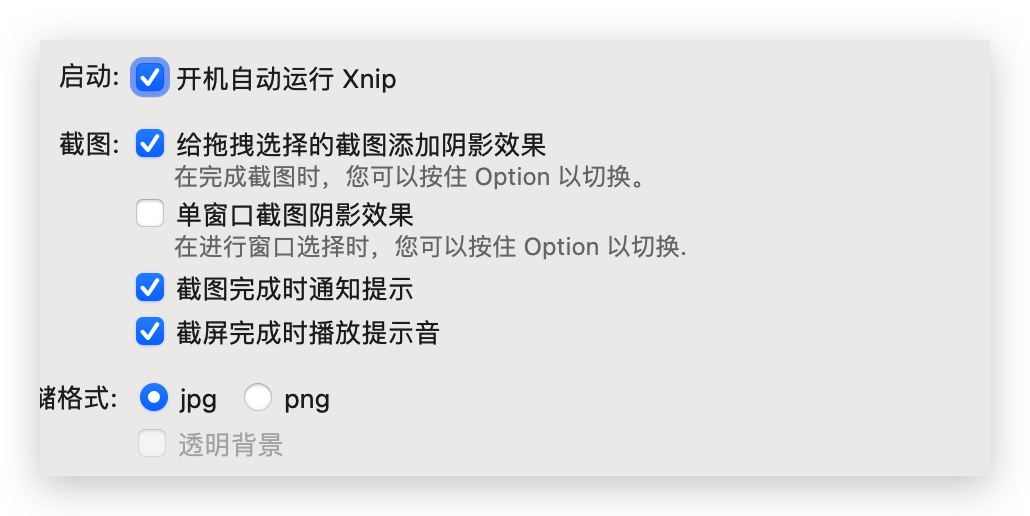 启动: 开机自动运行 Xnip
截图: 给拖拽选择的截图添加阴影效果
在完成截图时，您可以按住 Option 以切换。
单窗口截图阴影效果
在进行窗口选择时，您可以按住 Option 以切换.
截图完成时通知提示
截屏完成时播放提示音
储格式: jpg png
透明背景